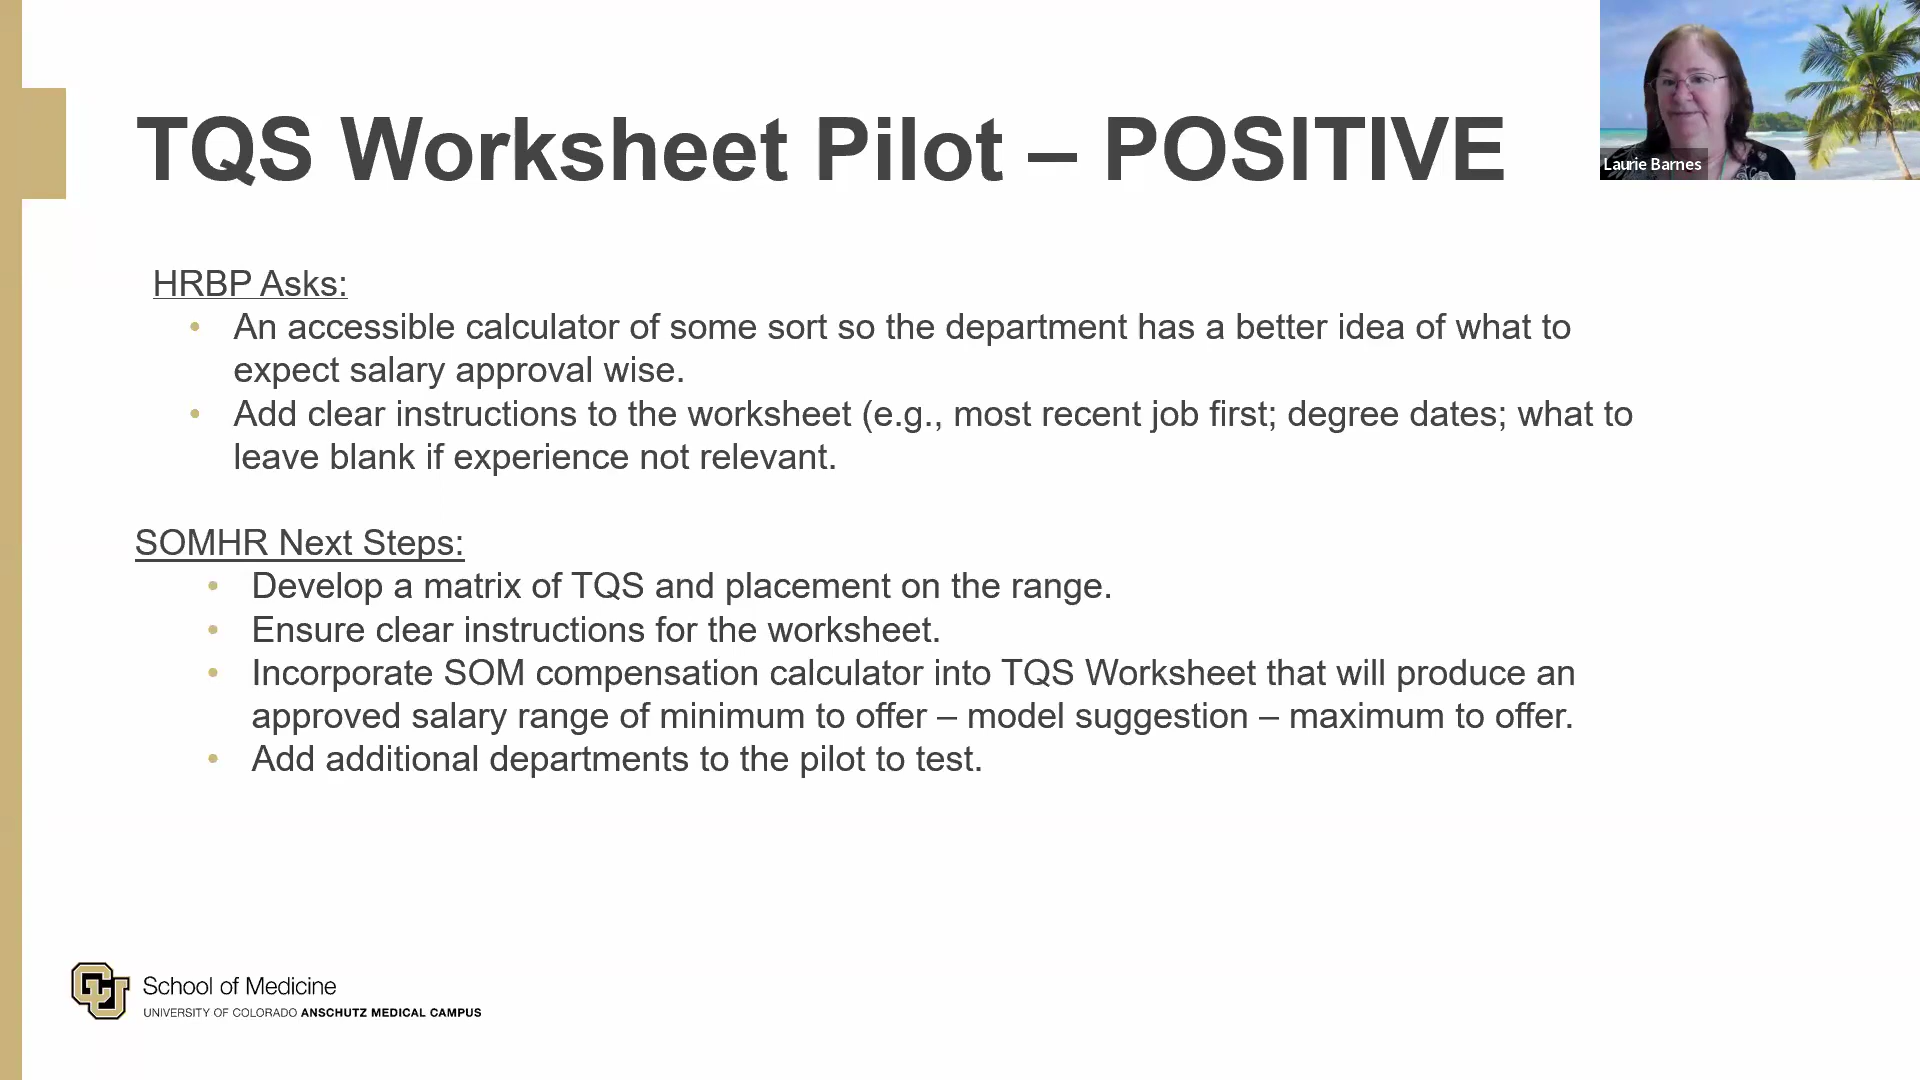 TQS Worksheet Pilot – POSITIVE
Laurie Barnes
HRBP Asks:
• An accessible calculator of some sort so the department has a better idea of what to
expect salary approval wise.
• Add clear instructions to the worksheet (e.g., most recent job first; degree dates; what to
leave blank if experience not relevant.
SOMHR Next Steps:
• Develop a matrix of TQS and placement on the range.
• Ensure clear instructions for the worksheet.
• Incorporate SOM compensation calculator into TQS Worksheet that will produce an
approved salary range of minimum to offer – model suggestion – maximum to offer.
• Add additional departments to the pilot to test.
CU
School of Medicine
UNIVERSITY OF COLORADO ANSCHUTZ MEDICAL CAMPUS